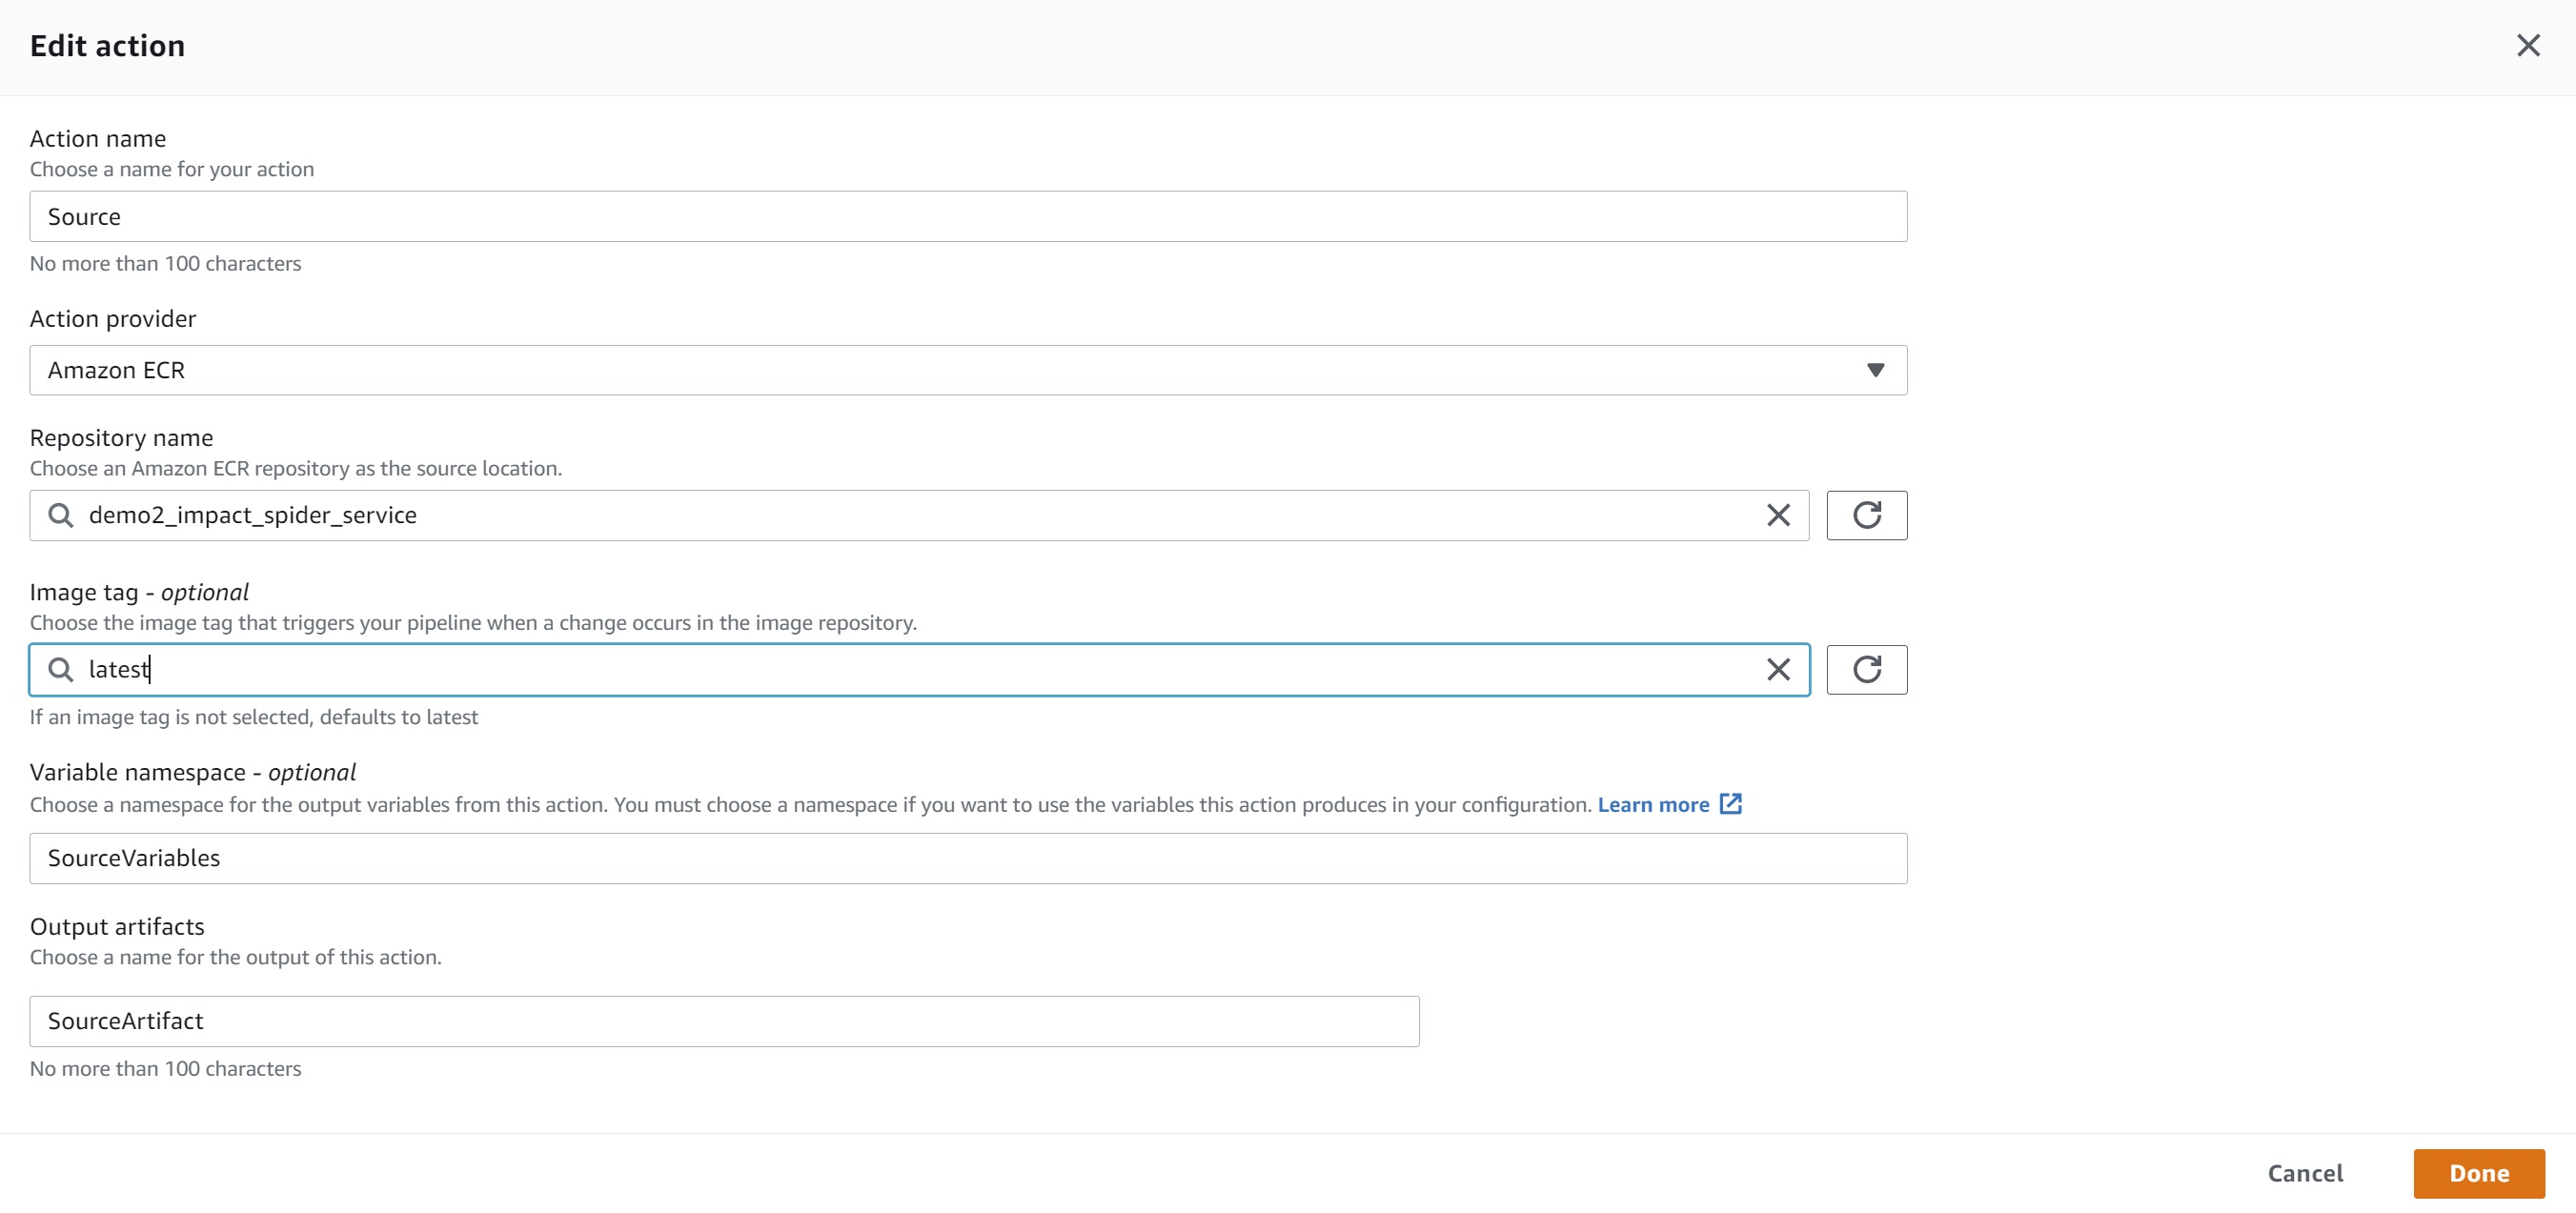 Edit action
Action name
Choose a name for your action
Source
No more than 100 characters
Action provider
Amazon ECR
Repository name
Choose an Amazon ECR repository as the source location.
demo2_impact_spider_service
Image tag - optional
Choose the image tag that triggers your pipeline when a change occurs in the image repository.
latest
If an image tag is not selected, defaults to latest
Variable namespace - optional
Choose a namespace for the output variables from this action. You must choose a namespace if you want to use the variables this action produces in your configuration. Learn more
SourceVariables
Output artifacts
Choose a name for the output of this action.
SourceArtifact
No more than 100 characters
Cancel Done